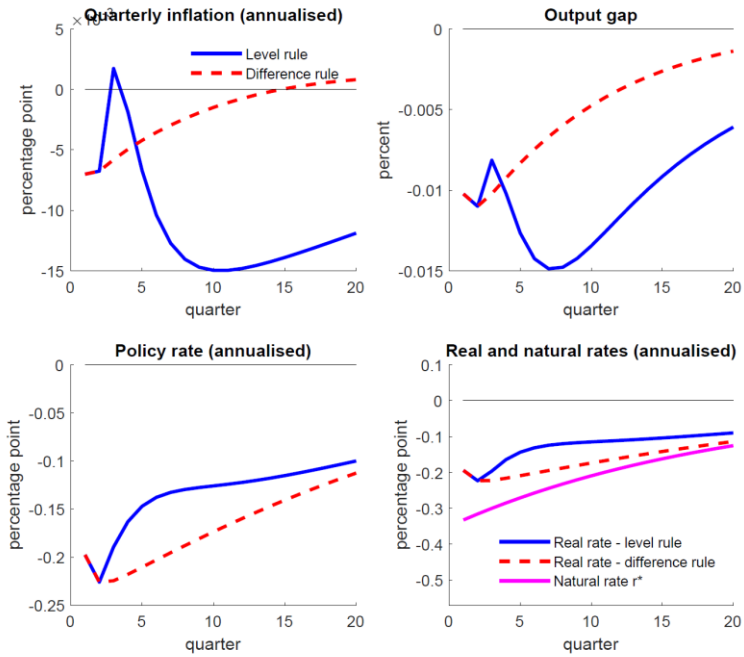 Quarterly inflation (annualised)
×10⁻³
5
0
-5
-10
-15
percentage point
Level rule
Difference rule
0
5
10
15
20
quarter
Output gap
0
-0.005
-0.01
-0.015
percent
0
5
10
15
20
quarter
Policy rate (annualised)
0
-0.05
-0.1
-0.15
-0.2
-0.25
percentage point
0
5
10
15
20
quarter
Real and natural rates (annualised)
0.1
0
-0.1
-0.2
-0.3
-0.4
-0.5
percentage point
Real rate - level rule
Real rate - difference rule
Natural rate r*
0
5
10
15
20
quarter